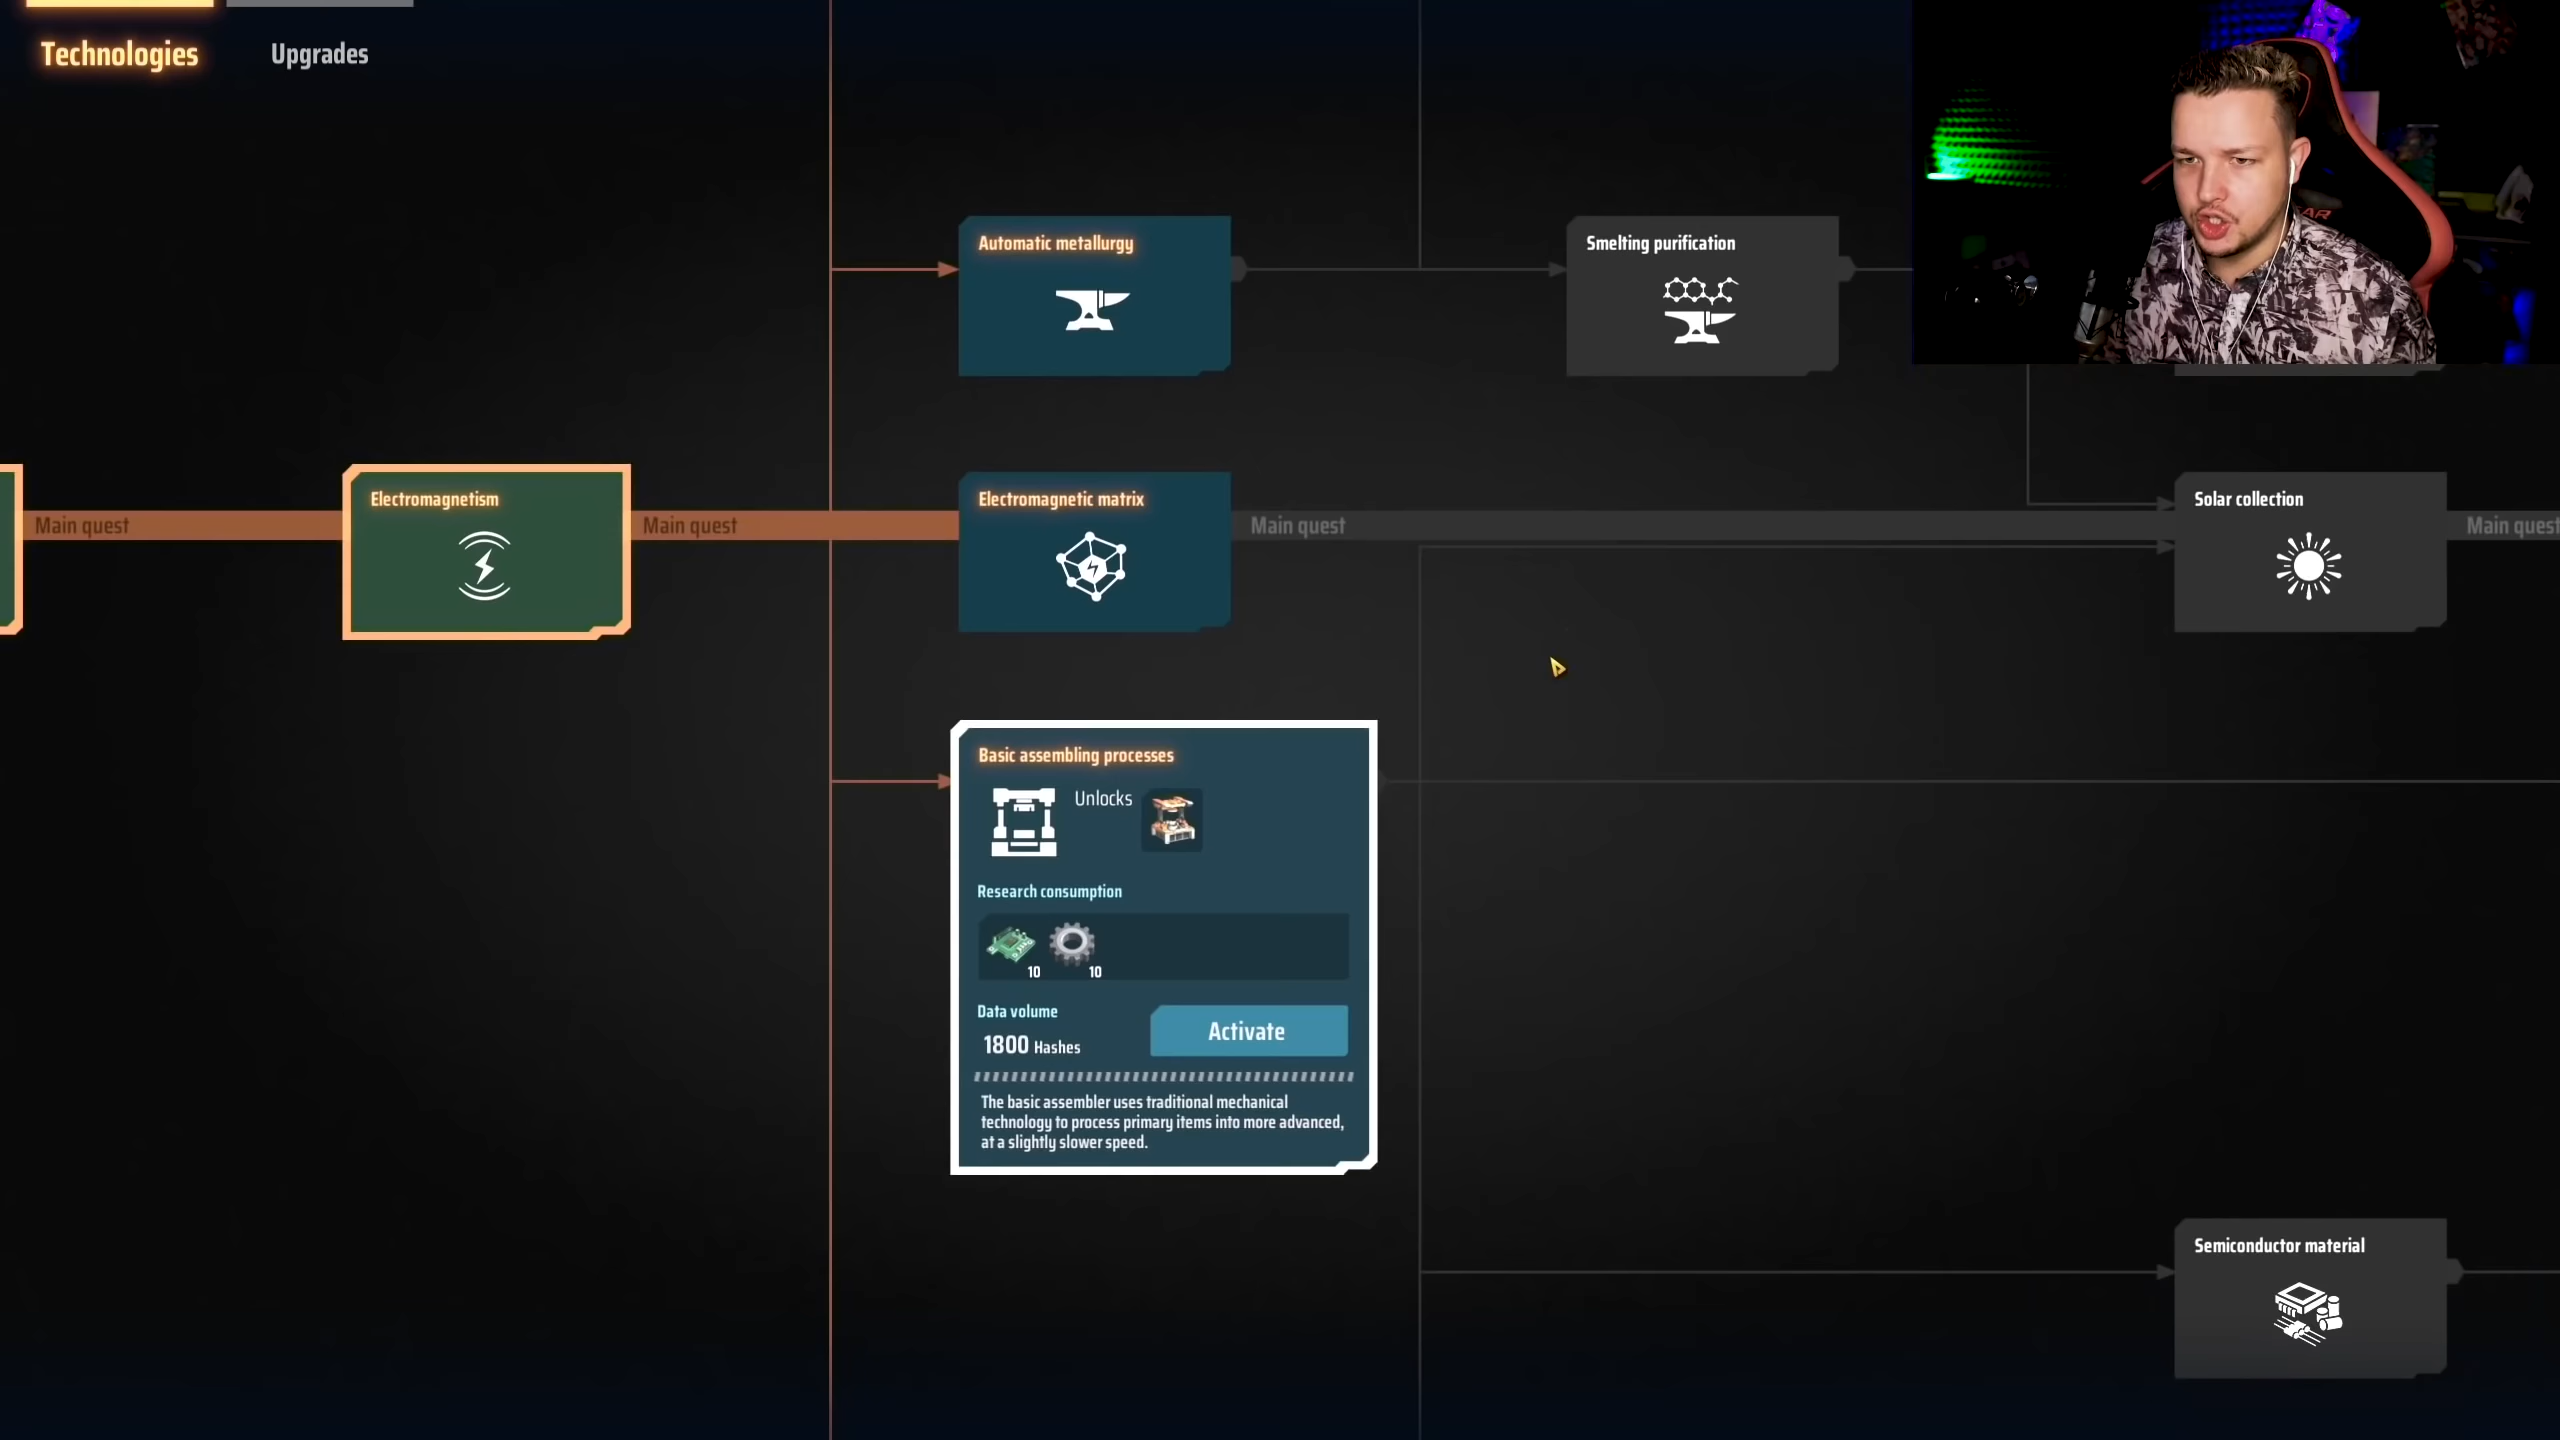 Technologies
Upgrades
Automatic metallurgy
Smelting purification
Electromagnetism
Electromagnetic matrix
Solar collection
Main quest
Main quest
Main quest
Main quest
Basic assembling processes
Unlocks
Research consumption
10
10
Data volume
1800 Hashes
Activate
The basic assembler uses traditional mechanical
technology to process primary items into more advanced,
at a slightly slower speed.
Semiconductor material